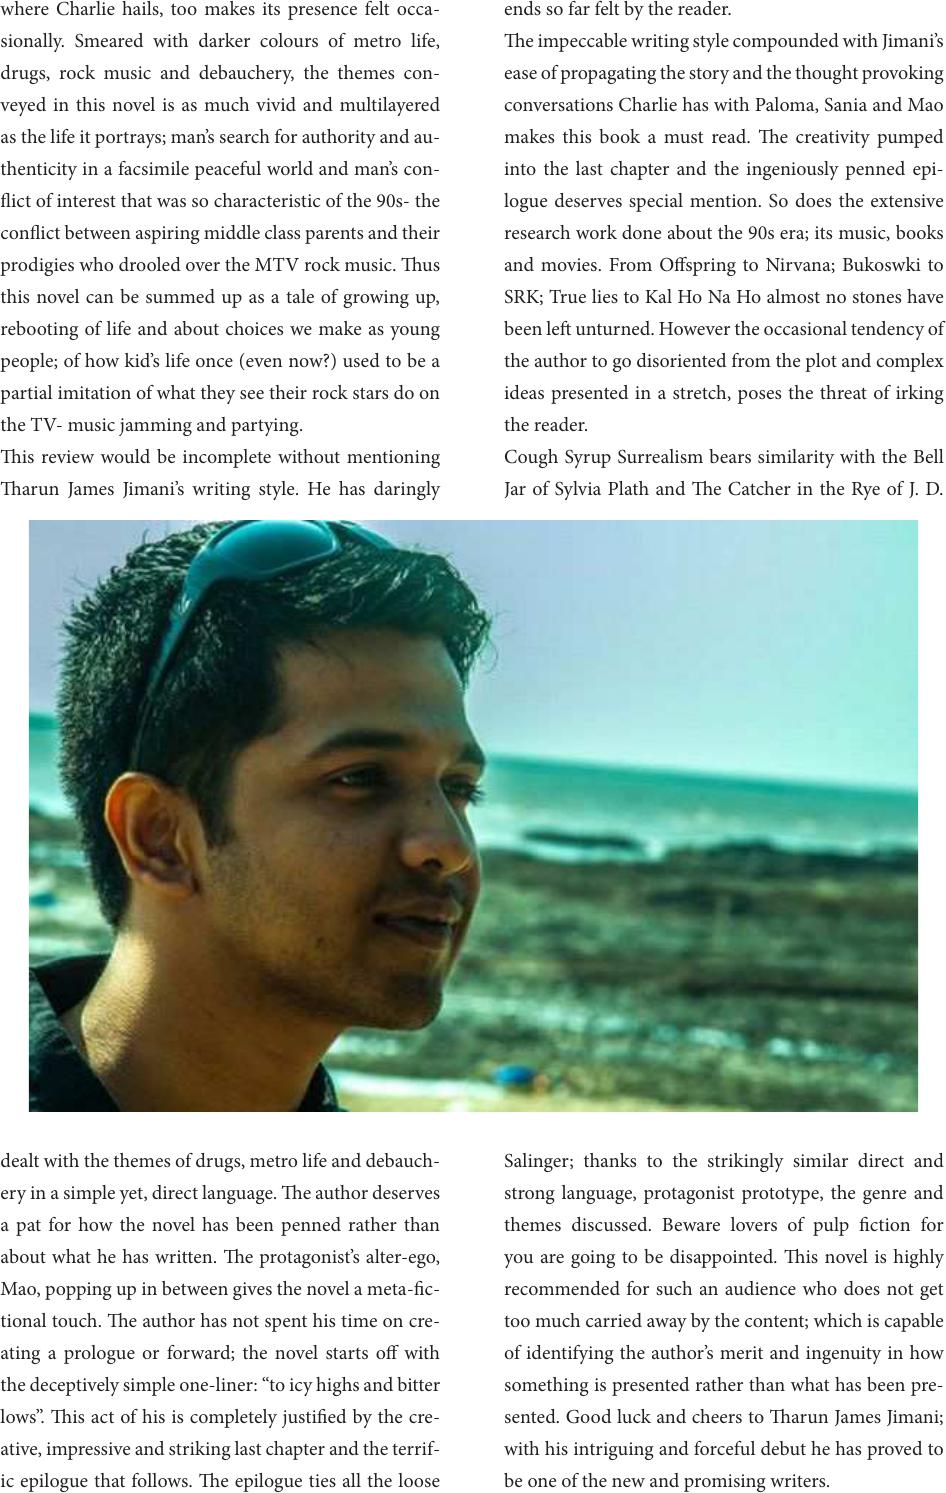 where Charlie hails, too makes its presence felt occa-
sionally. Smeared with darker colours of metro life,
drugs, rock music and debauchery, the themes con-
veyed in this novel is as much vivid and multilayered
as the life it portrays; man’s search for authority and au-
thenticity in a facsimile peaceful world and man’s con-
flict of interest that was so characteristic of the 90s- the
conflict between aspiring middle class parents and their
prodigies who drooled over the MTV rock music. Thus
this novel can be summed up as a tale of growing up,
rebooting of life and about choices we make as young
people; of how kid’s life once (even now?) used to be a
partial imitation of what they see their rock stars do on
the TV- music jamming and partying.
This review would be incomplete without mentioning
Tharun James Jimani’s writing style. He has daringly
dealt with the themes of drugs, metro life and debauch-
ery in a simple yet, direct language. The author deserves
a pat for how the novel has been penned rather than
about what he has written. The protagonist’s alter-ego,
Mao, popping up in between gives the novel a meta-fic-
tional touch. The author has not spent his time on cre-
ating a prologue or forward; the novel starts off with
the deceptively simple one-liner: “to icy highs and bitter
lows”. This act of his is completely justified by the cre-
ative, impressive and striking last chapter and the terrif-
ic epilogue that follows. The epilogue ties all the loose
ends so far felt by the reader.
The impeccable writing style compounded with Jimani’s
ease of propagating the story and the thought provoking
conversations Charlie has with Paloma, Sania and Mao
makes this book a must read. The creativity pumped
into the last chapter and the ingeniously penned epi-
logue deserves special mention. So does the extensive
research work done about the 90s era; its music, books
and movies. From Offspring to Nirvana; Bukoswki to
SRK; True lies to Kal Ho Na Ho almost no stones have
been left unturned. However the occasional tendency of
the author to go disoriented from the plot and complex
ideas presented in a stretch, poses the threat of irking
the reader.
Cough Syrup Surrealism bears similarity with the Bell
Jar of Sylvia Plath and The Catcher in the Rye of J. D.
Salinger; thanks to the strikingly similar direct and
strong language, protagonist prototype, the genre and
themes discussed. Beware lovers of pulp fiction for
you are going to be disappointed. This novel is highly
recommended for such an audience who does not get
too much carried away by the content; which is capable
of identifying the author’s merit and ingenuity in how
something is presented rather than what has been pre-
sented. Good luck and cheers to Tharun James Jimani;
with his intriguing and forceful debut he has proved to
be one of the new and promising writers.